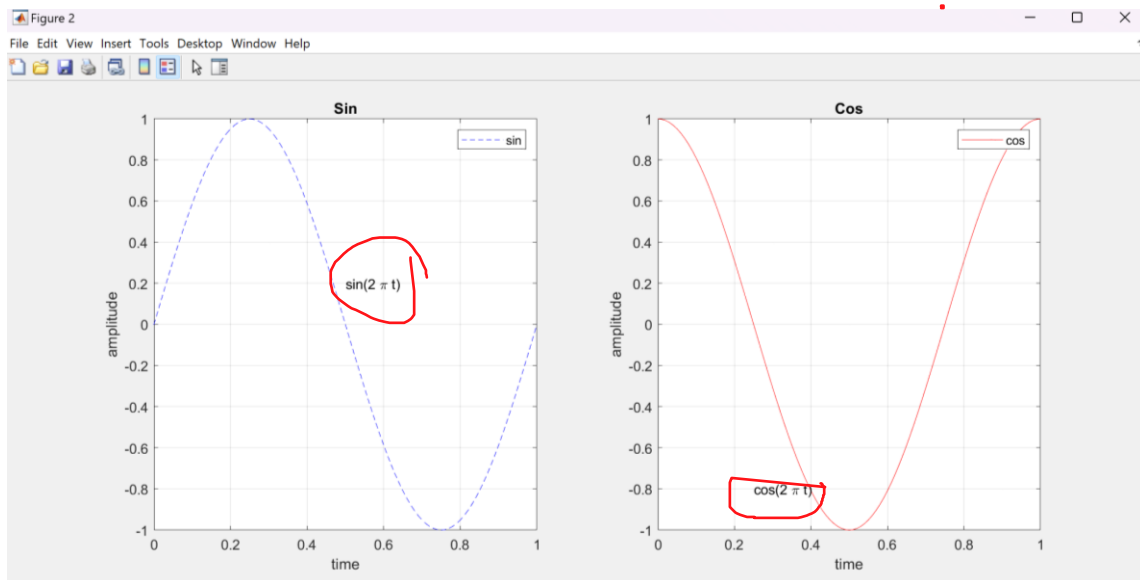 Figure 2
File Edit View Insert Tools Desktop Window Help
Sin
1
0.8
0.6
0.4
0.2
0
-0.2
-0.4
-0.6
-0.8
-1
amplitude
sin
sin(2 π t)
0 0.2 0.4 0.6 0.8 1
time
Cos
1
0.8
0.6
0.4
0.2
0
-0.2
-0.4
-0.6
-0.8
-1
amplitude
cos
cos(2 π t)
0 0.2 0.4 0.6 0.8 1
time